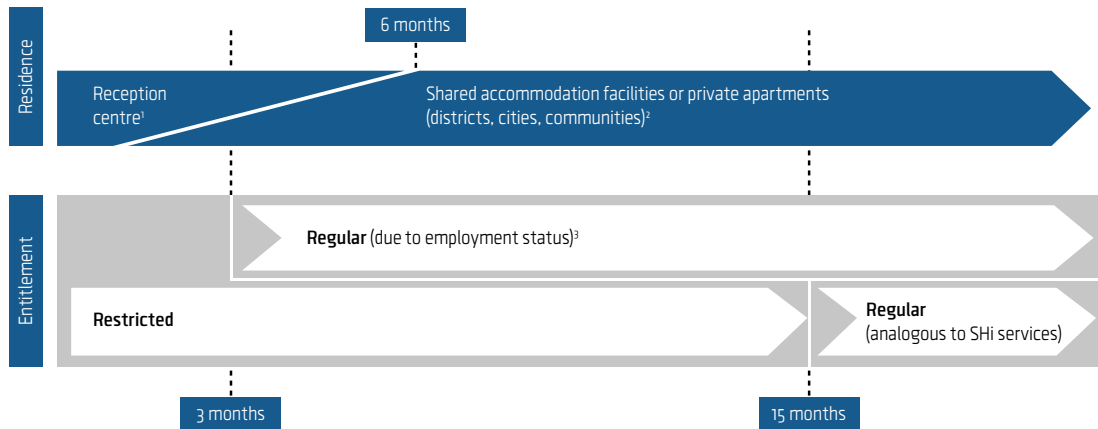 6 months
Residence
Reception
centre¹
Shared accommodation facilities or private apartments
(districts, cities, communities)²
Entitlement
Regular (due to employment status)³
Restricted
Regular
(analogous to SHi services)
3 months
15 months